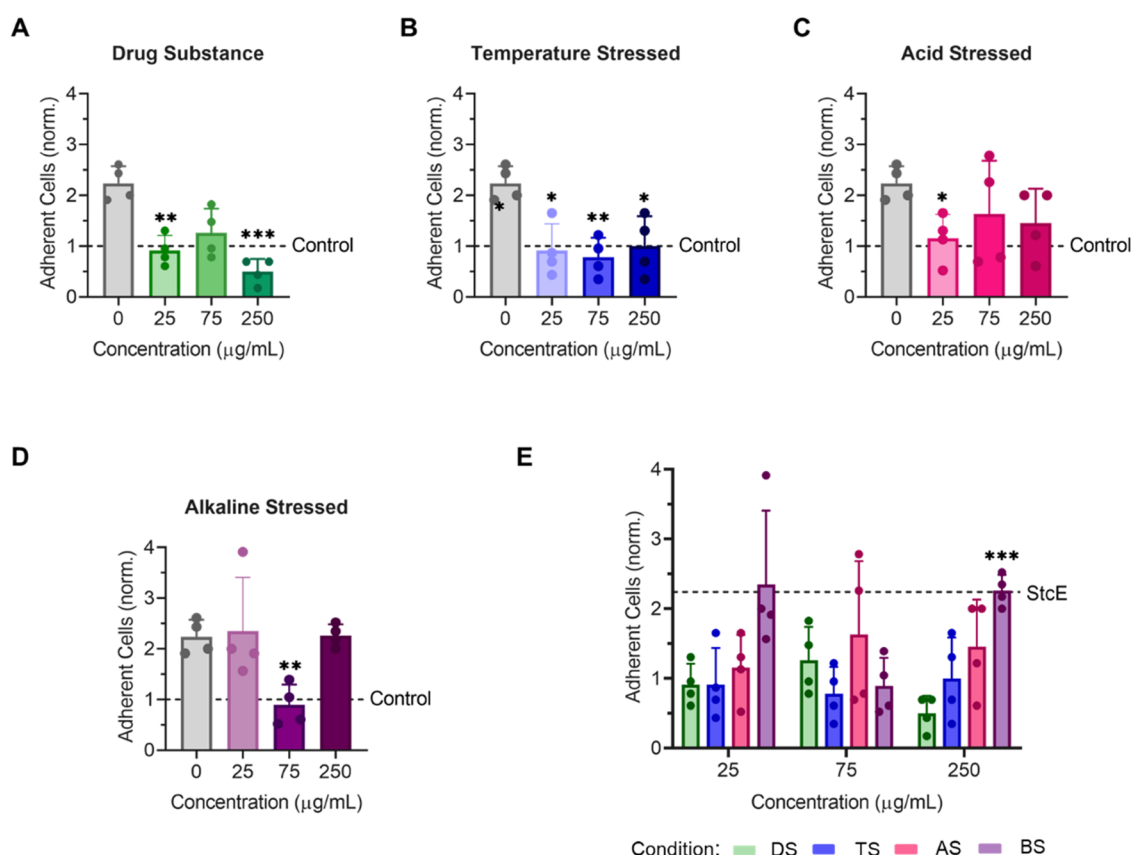 A
Drug Substance
Adherent Cells (norm.)
4
3
2
1
0
**
***
Control
0 25 75 250
Concentration (μg/mL)
B
Temperature Stressed
Adherent Cells (norm.)
4
3
2
1
0
*
*
**
*
Control
0 25 75 250
Concentration (μg/mL)
C
Acid Stressed
Adherent Cells (norm.)
4
3
2
1
0
*
Control
0 25 75 250
Concentration (μg/mL)
D
Alkaline Stressed
Adherent Cells (norm.)
4
3
2
1
0
**
Control
0 25 75 250
Concentration (μg/mL)
E
Adherent Cells (norm.)
4
3
2
1
0
***
StcE
25 75 250
Concentration (μg/mL)
Condition: DS TS AS BS